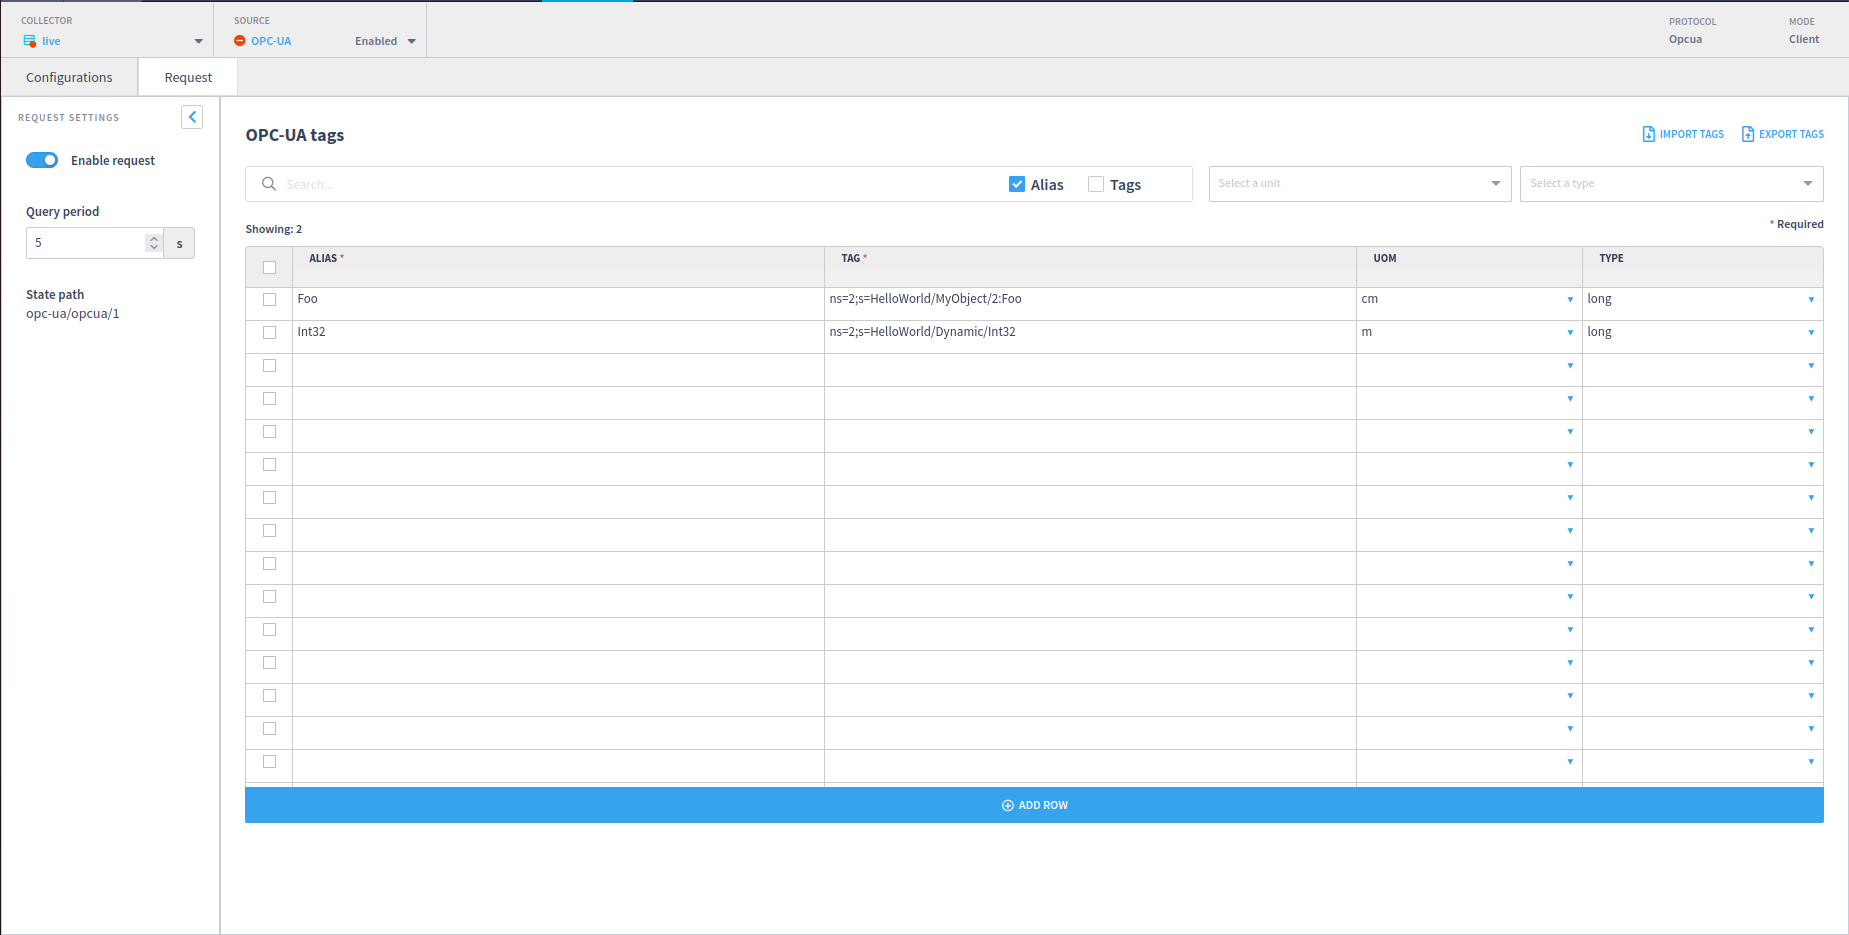 COLLECTOR
live
SOURCE
OPC-UA
Enabled
PROTOCOL
Opcua
MODE
Client
Configurations
Request
REQUEST SETTINGS
Enable request
Query period
5
s
State path
opc-ua/opcua/1
OPC-UA tags
IMPORT TAGS
EXPORT TAGS
Search...
Alias
Tags
Select a unit
Select a type
Showing: 2
* Required
ALIAS * TAG * UOM TYPE
Foo ns=2;s=HelloWorld/MyObject/2:Foo cm long
Int32 ns=2;s=HelloWorld/Dynamic/Int32 m long
ADD ROW